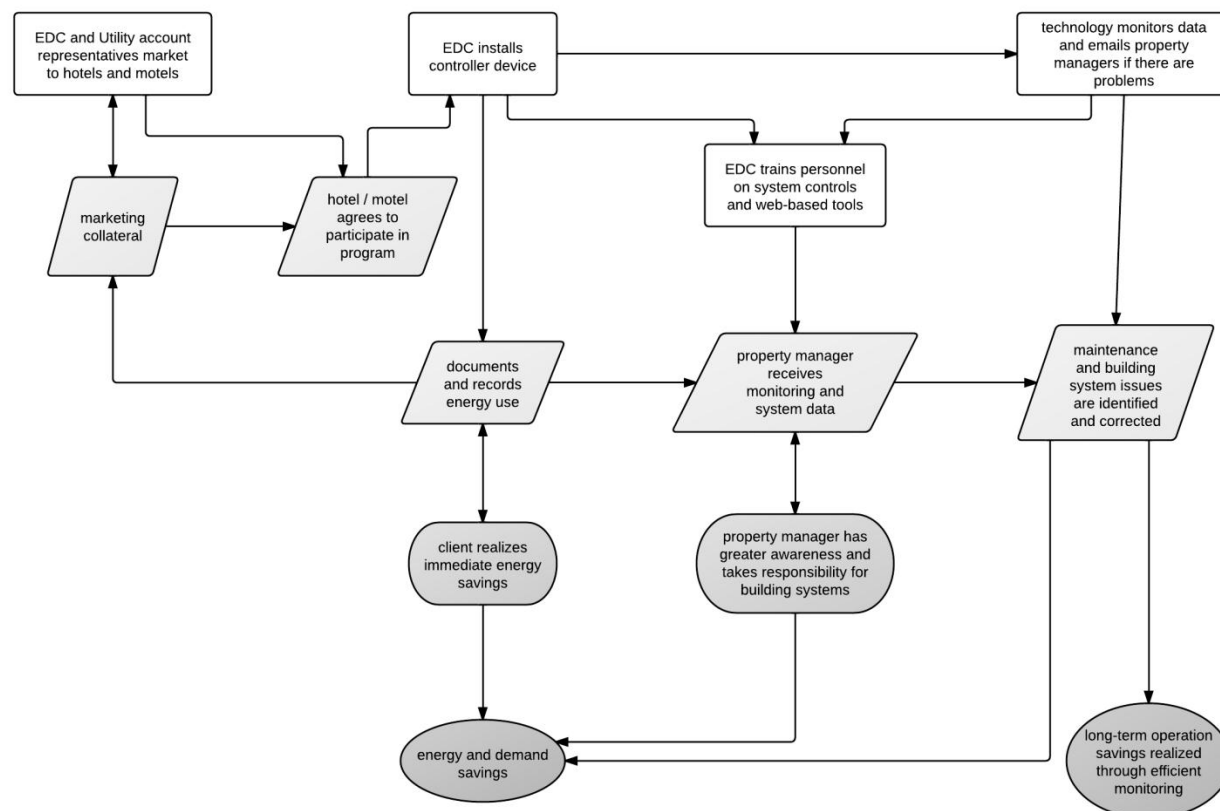 EDC and Utility account
representatives market
to hotels and motels
EDC installs
controller device
technology monitors data
and emails property
managers if there are
problems
EDC trains personnel
on system controls
and web-based tools
marketing
collateral
hotel / motel
agrees to
participate in
program
documents
and records
energy use
property manager
receives
monitoring and
system data
maintenance
and building
system issues
are identified
and corrected
client realizes
immediate energy
savings
property manager has
greater awareness and
takes responsibility for
building systems
energy and demand
savings
long-term operation
savings realized
through efficient
monitoring